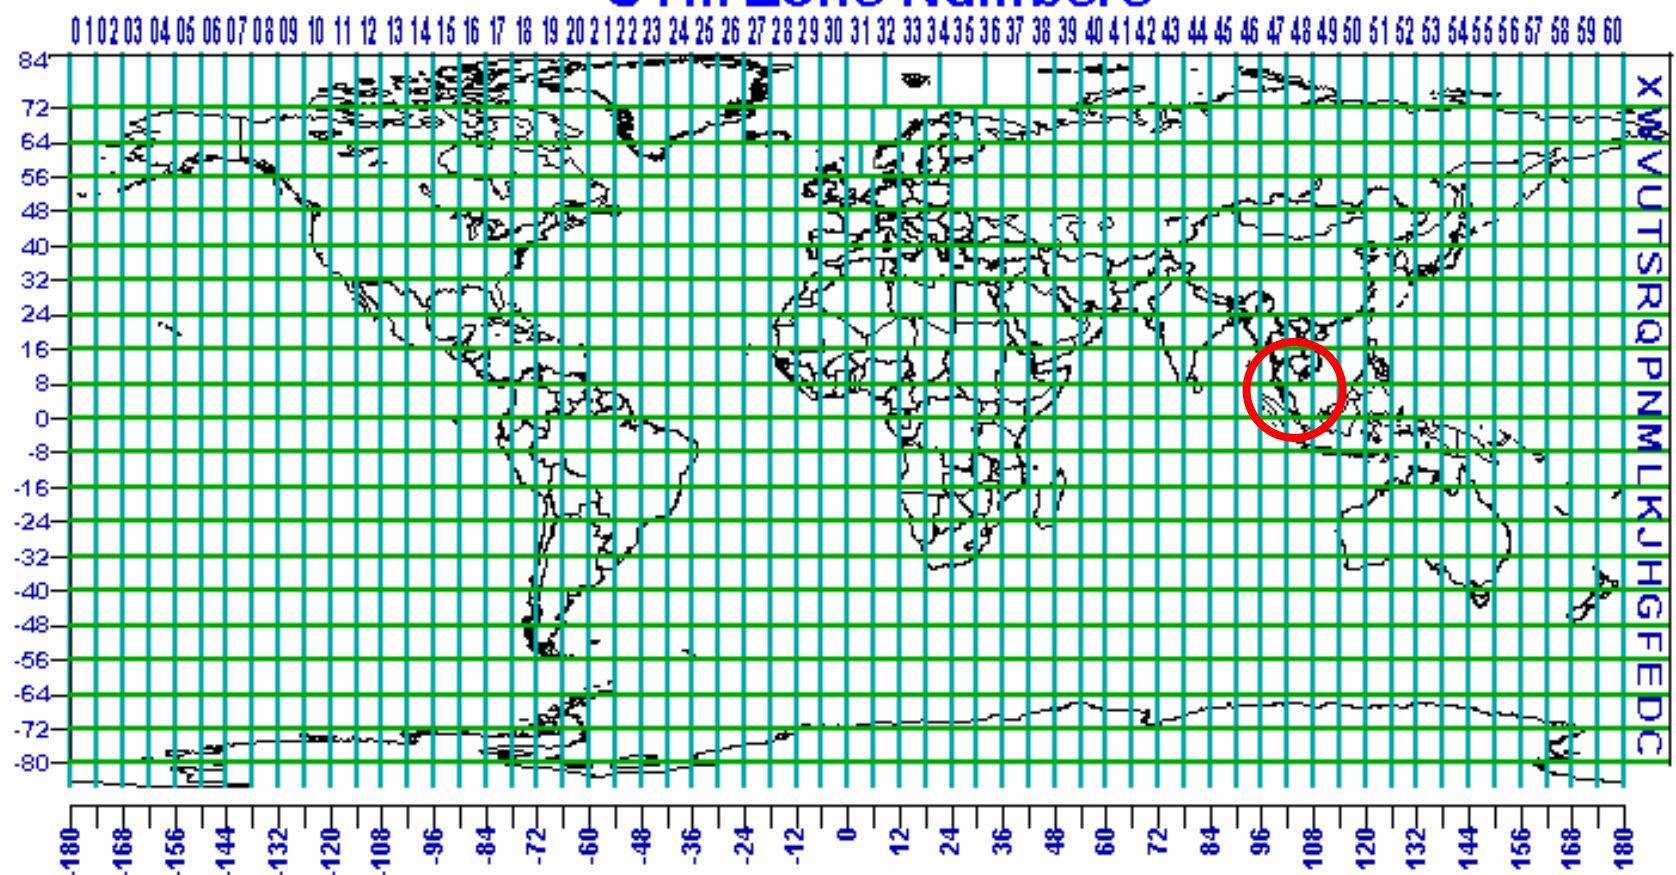 UTM Zone Numbers
01 02 03 04 05 06 07 08 09 10 11 12 13 14 15 16 17 18 19 20 21 22 23 24 25 26 27 28 29 30 31 32 33 34 35 36 37 38 39 40 41 42 43 44 45 46 47 48 49 50 51 52 53 54 55 56 57 58 59 60
84
72
64
56
48
40
32
24
16
8
0
-8
-16
-24
-32
-40
-48
-56
-64
-72
-80
X
W
V
U
T
S
R
Q
P
N
M
L
K
J
H
G
F
E
D
C
-180 -168 -156 -144 -132 -120 -108 -96 -84 -72 -60 -48 -36 -24 -12 0 12 24 36 48 60 72 84 96 108 120 132 144 156 168 180